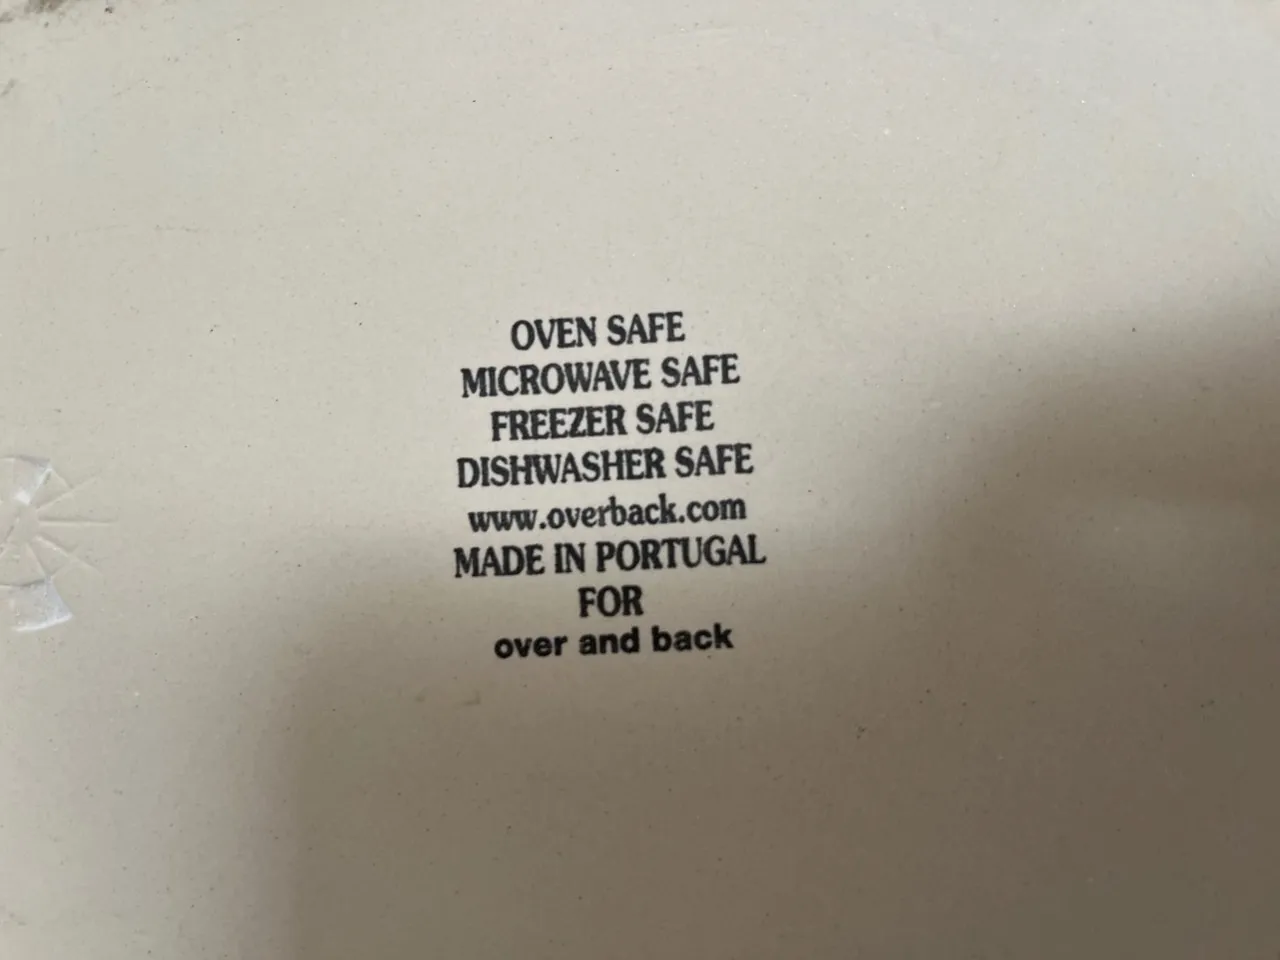 OVEN SAFE
MICROWAVE SAFE
FREEZER SAFE
DISHWASHER SAFE
www.overback.com
MADE IN PORTUGAL
FOR
over and back